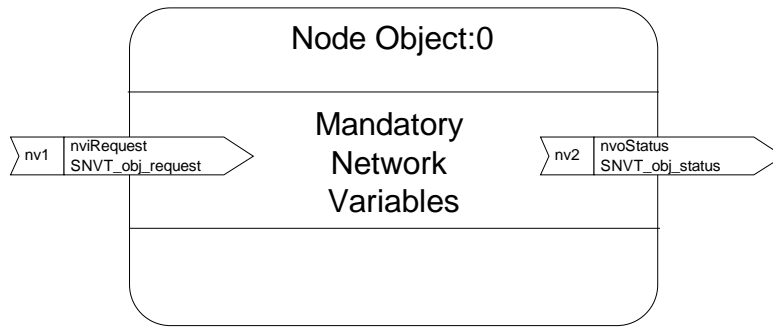 Node Object:0
Mandatory
Network
Variables
nv1
nviRequest
SNVT_obj_request
nv2
nvoStatus
SNVT_obj_status